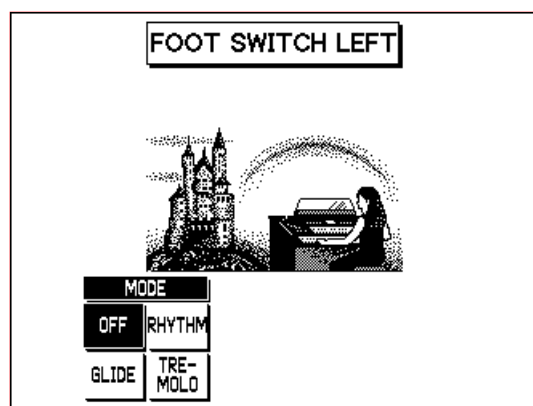 FOOT SWITCH LEFT
MODE
OFF RHYTHM
GLIDE TRE-
MOLO